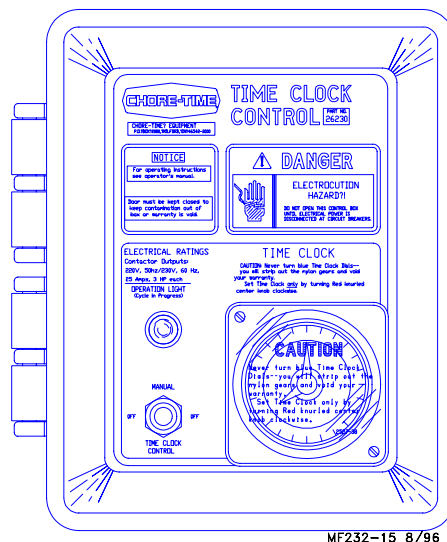 CHORE-TIME
CHORE-TIME? EQUIPMENT
TIME CLOCK
CONTROL
PART NO.
26230
NOTICE
For operating instructions
see operator's manual.
Door must be kept closed to
keep contamination out of
box or warranty is void.
DANGER
ELECTROCUTION
HAZARD?!
DO NOT OPEN THIS CONTROL BOX
UNTIL ELECTRICAL POWER IS
DISCONNECTED AT CIRCUIT BREAKERS.
ELECTRICAL RATINGS
Contactor Outputs:
220V, 50hz/230V, 60 Hz,
25 Amps, 3 HP each
OPERATION LIGHT
(Cycle in Progress)
MANUAL
OFF
OFF
TIME CLOCK
CONTROL
TIME CLOCK
CAUTION: Never turn blue Time Clock Dials--
you will strip out the nylon gears and void
your warranty.
Set Time Clock only by turning Red knurled
center knob clockwise.
CAUTION
Never turn blue Time Clock
Dials--you will strip out the
nylon gears and void your
warranty.
Set Time Clock only by
turning Red knurled center
knob clockwise.
MF232-15 8/96